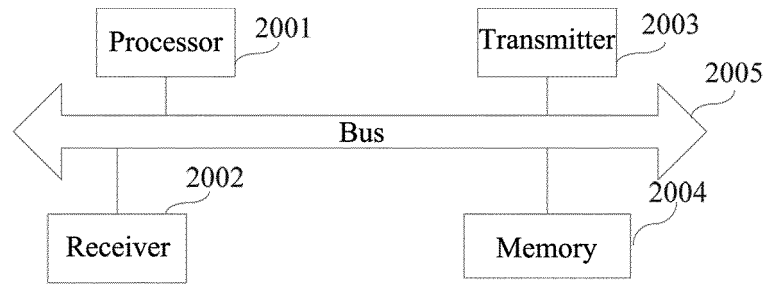 Processor
2001
Transmitter
2003
2005
Bus
2002
2004
Receiver
Memory